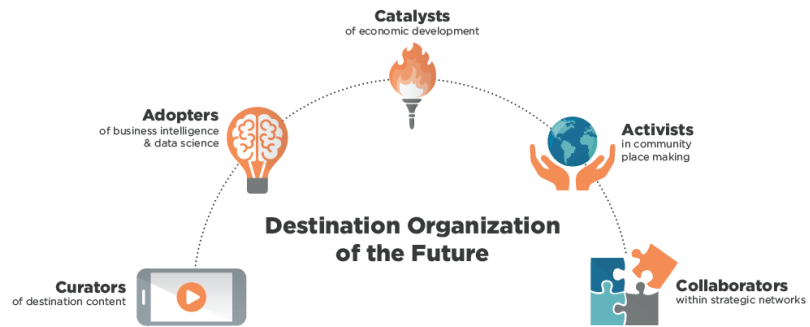 Catalysts
of economic development
Adopters
of business intelligence
& data science
Activists
in community
place making
Destination Organization
of the Future
Curators
of destination content
Collaborators
within strategic networks